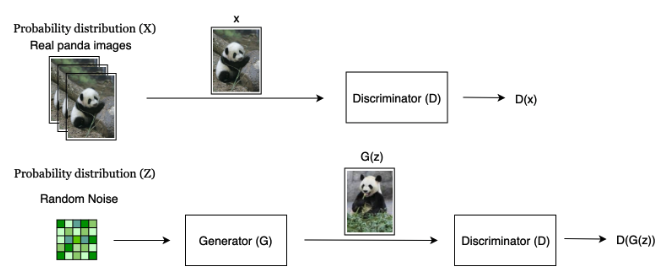 Probability distribution (X)
Real panda images
x
Discriminator (D)
D(x)
Probability distribution (Z)
Random Noise
Generator (G)
G(z)
Discriminator (D)
D(G(z))